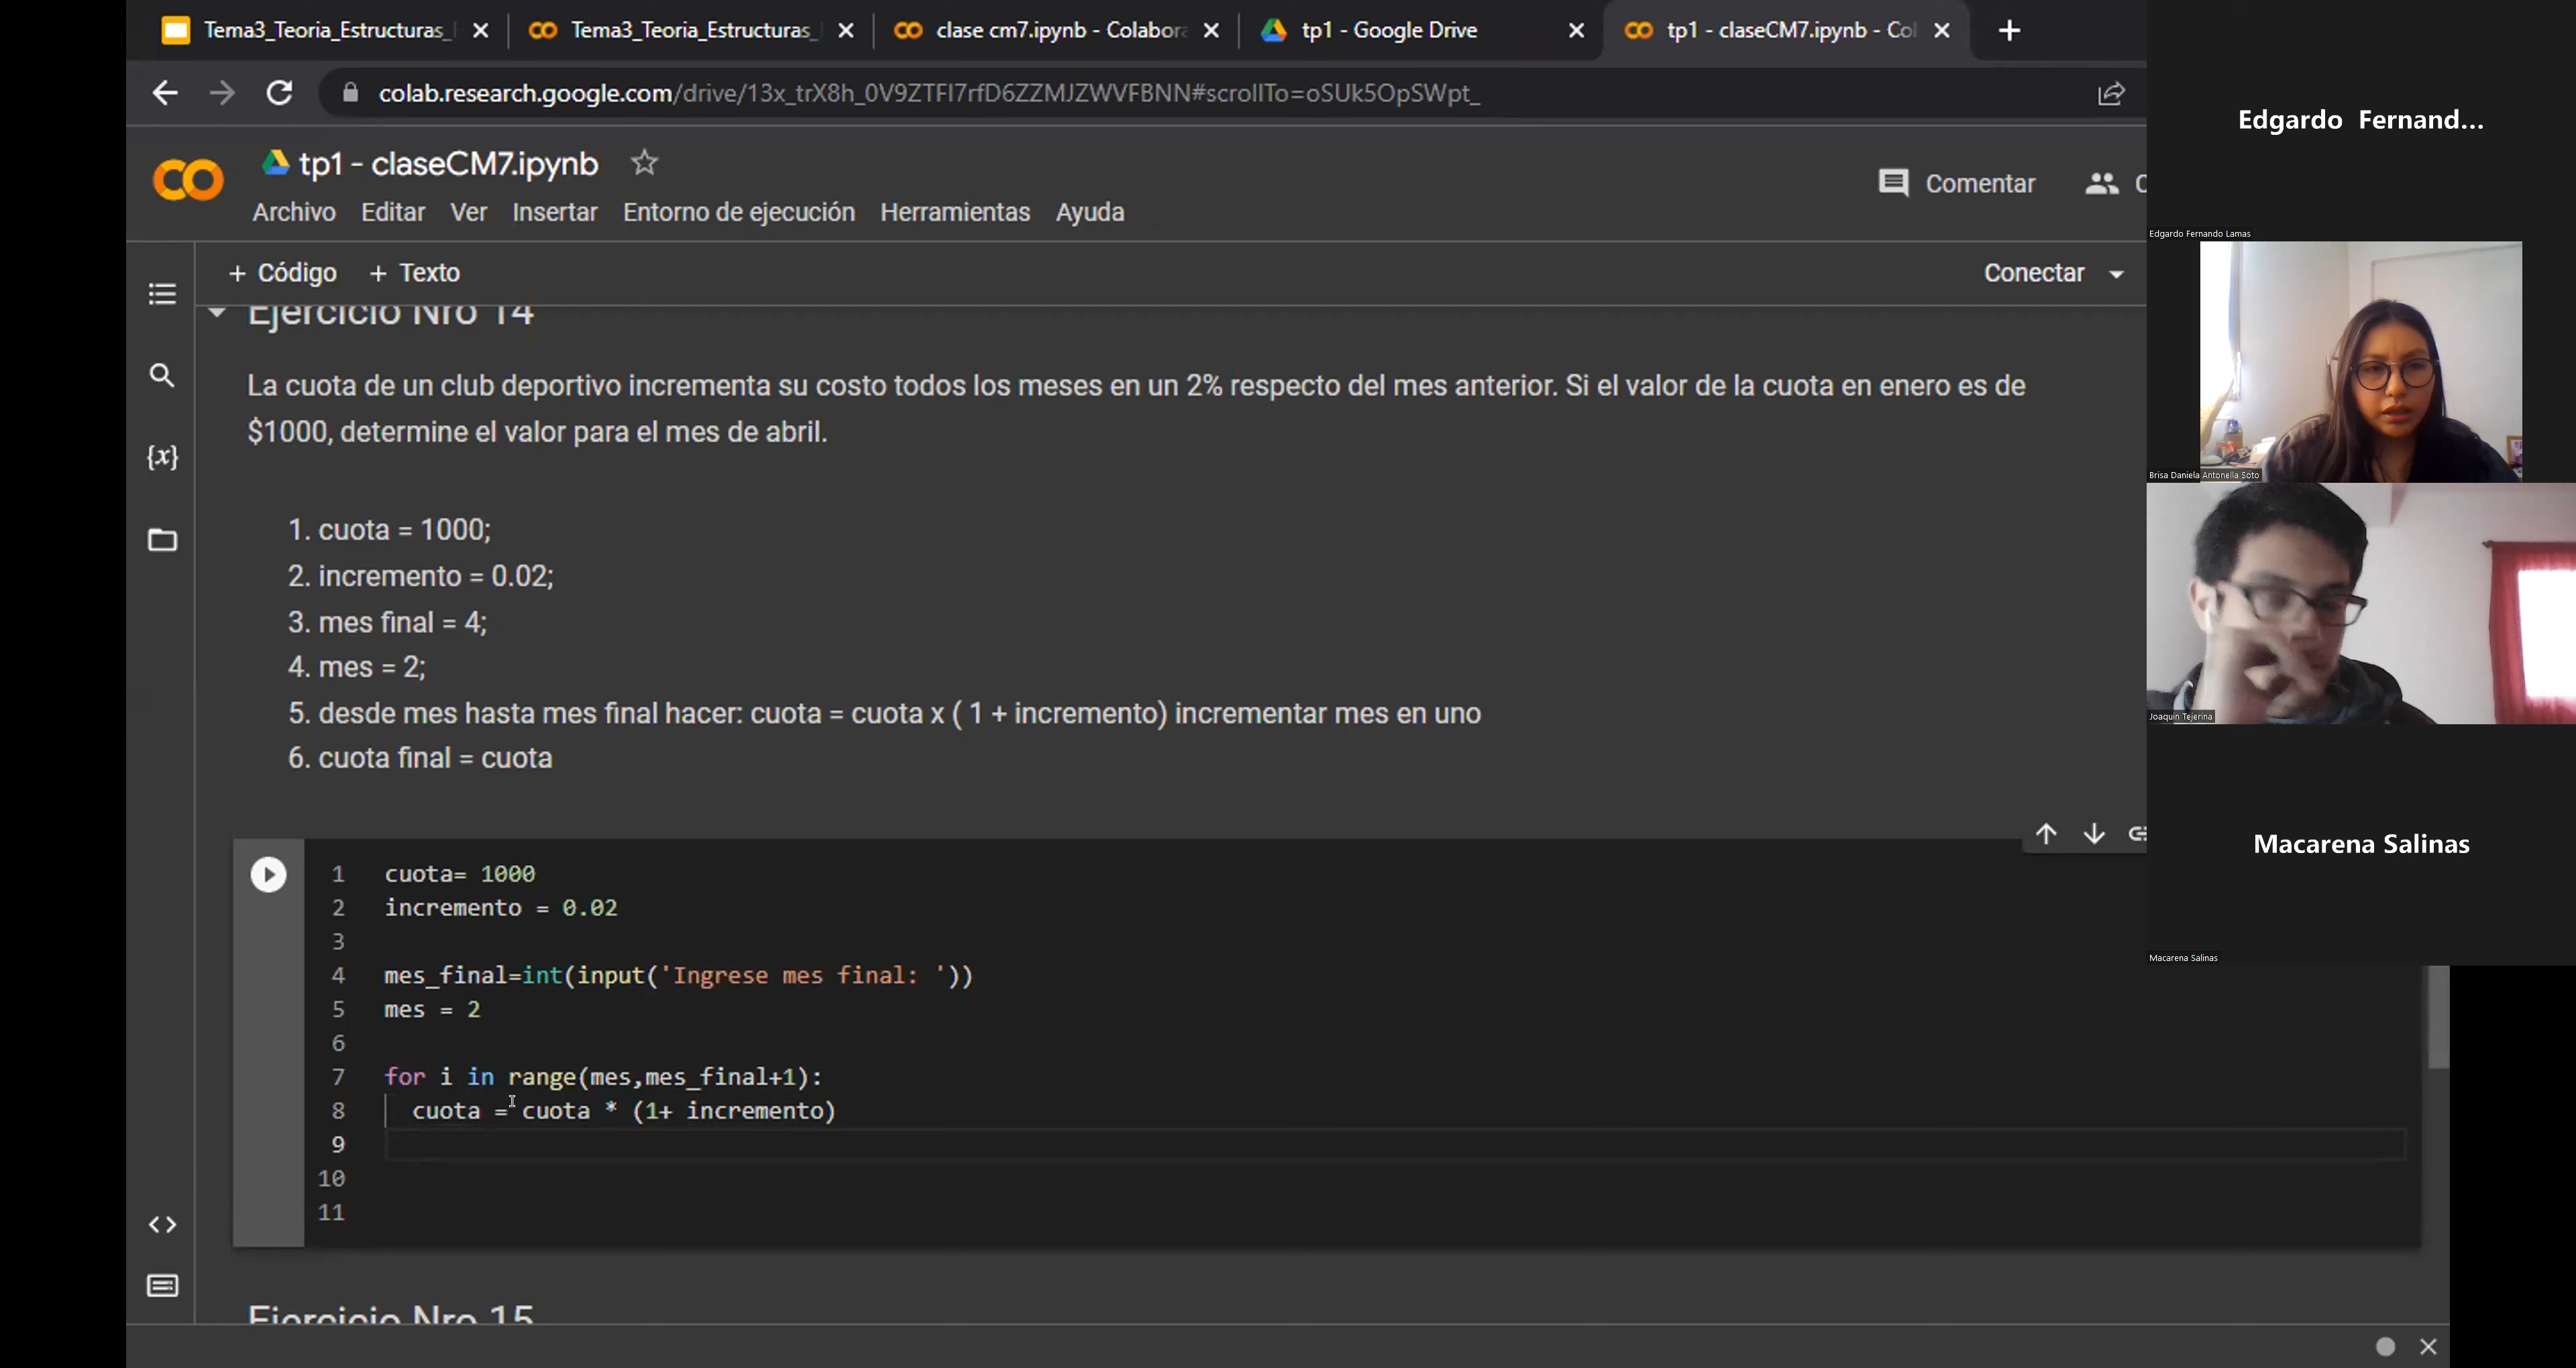 Tema3_Teoria_Estructuras_
Tema3_Teoria_Estructuras_
clase cm7.ipynb - Colabora
tp1 - Google Drive
tp1 - claseCM7.ipynb - Col
colab.research.google.com/drive/13x_trX8h_0V9ZTFI7rfD6ZZMJZWVFBNN#scrollTo=oSUk5OpSWpt_
tp1 - claseCM7.ipynb
Comentar
C
Archivo Editar Ver Insertar Entorno de ejecución Herramientas Ayuda
+ Código + Texto
Conectar
Ejercicio Nro 14
La cuota de un club deportivo incrementa su costo todos los meses en un 2% respecto del mes anterior. Si el valor de la cuota en enero es de
$1000, determine el valor para el mes de abril.
1. cuota = 1000;
2. incremento = 0.02;
3. mes final = 4;
4. mes = 2;
5. desde mes hasta mes final hacer: cuota = cuota x ( 1 + incremento) incrementar mes en uno
6. cuota final = cuota
1 cuota= 1000
2 incremento = 0.02
3
4 mes_final=int(input('Ingrese mes final: '))
5 mes = 2
6
7 for i in range(mes,mes_final+1):
8 cuota = cuota * (1+ incremento)
9
10
11
Ejercicio Nro 15
Edgardo Fernand...
Edgardo Fernando Lamas
Brisa Daniela Antonella Soto
Joaquin Tejerina
Macarena Salinas
Macarena Salinas